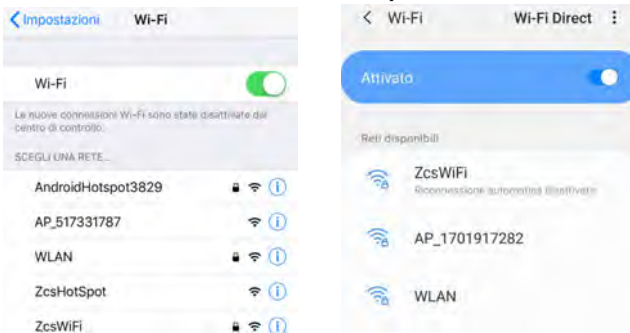 Impostazioni Wi-Fi
Wi-Fi
Le nuove connessioni Wi-Fi sono state disattivate dal
centro di controllo.
SCEGLI UNA RETE...
AndroidHotspot3829
AP_517331787
WLAN
ZcsHotSpot
ZcsWiFi
Wi-Fi Wi-Fi Direct
Attivato
Reti disponibili
ZcsWiFi
Riconnessione automatica disattivata
AP_1701917282
WLAN